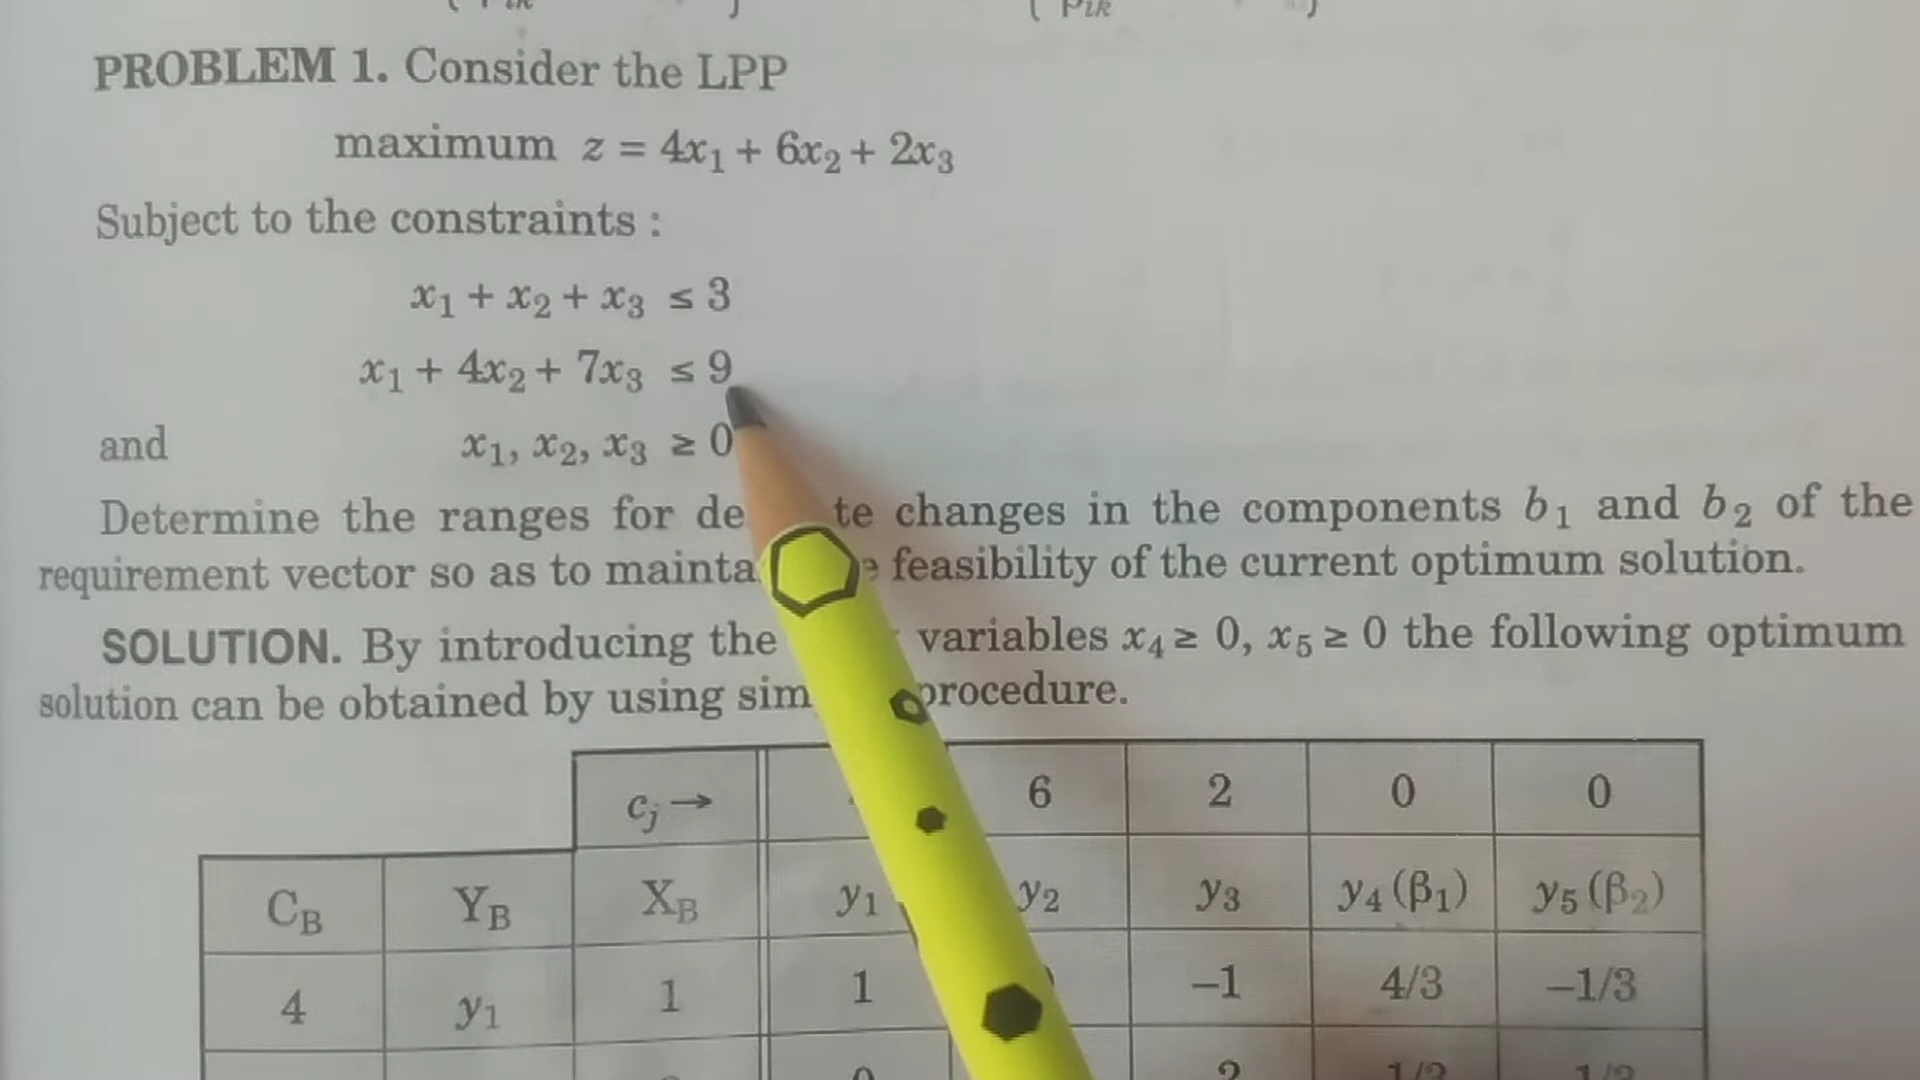 PROBLEM 1. Consider the LPP
maximum z = 4x₁ + 6x₂ + 2x₃
Subject to the constraints :
x₁ + x₂ + x₃ ≤ 3
x₁ + 4x₂ + 7x₃ ≤ 9
and x₁, x₂, x₃ ≥ 0
Determine the ranges for changes in the components b₁ and b₂ of the
requirement vector so as to feasibility of the current optimum solution.
SOLUTION. By introducing the variables x₄ ≥ 0, x₅ ≥ 0 the following optimum
solution can be obtained by using procedure.
cⱼ → 6 2 0 0
C_B Y_B X_B y₁ y₂ y₃ y₄ (β₁) y₅ (β₂)
4 y₁ 1 1 –1 4/3 –1/3